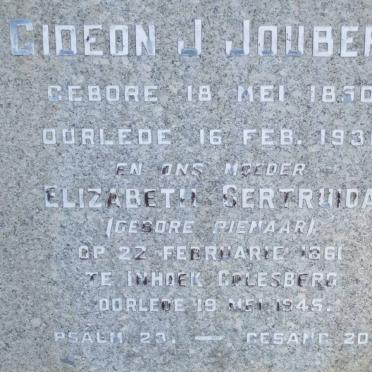 GIDEON J JOUBER
GEBORE 18 MEI 18
OORLEDE 16 FEB. 193
EN ONS MOEDER
ELIZABETH GERTRUIDA
(GEBORE PIENAAR).
OP 22 FEBRUARIE 1861
TE INHOEK COLESBERG
OORLEDE 19 MEI 1945.
PSALM 23. — GESANG 20